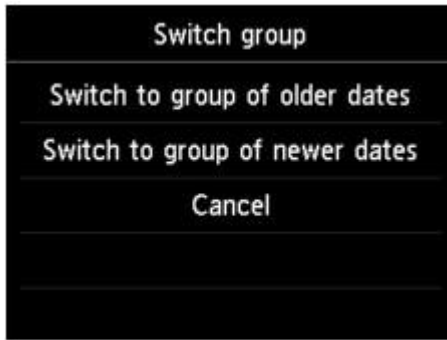 Switch group
Switch to group of older dates
Switch to group of newer dates
Cancel